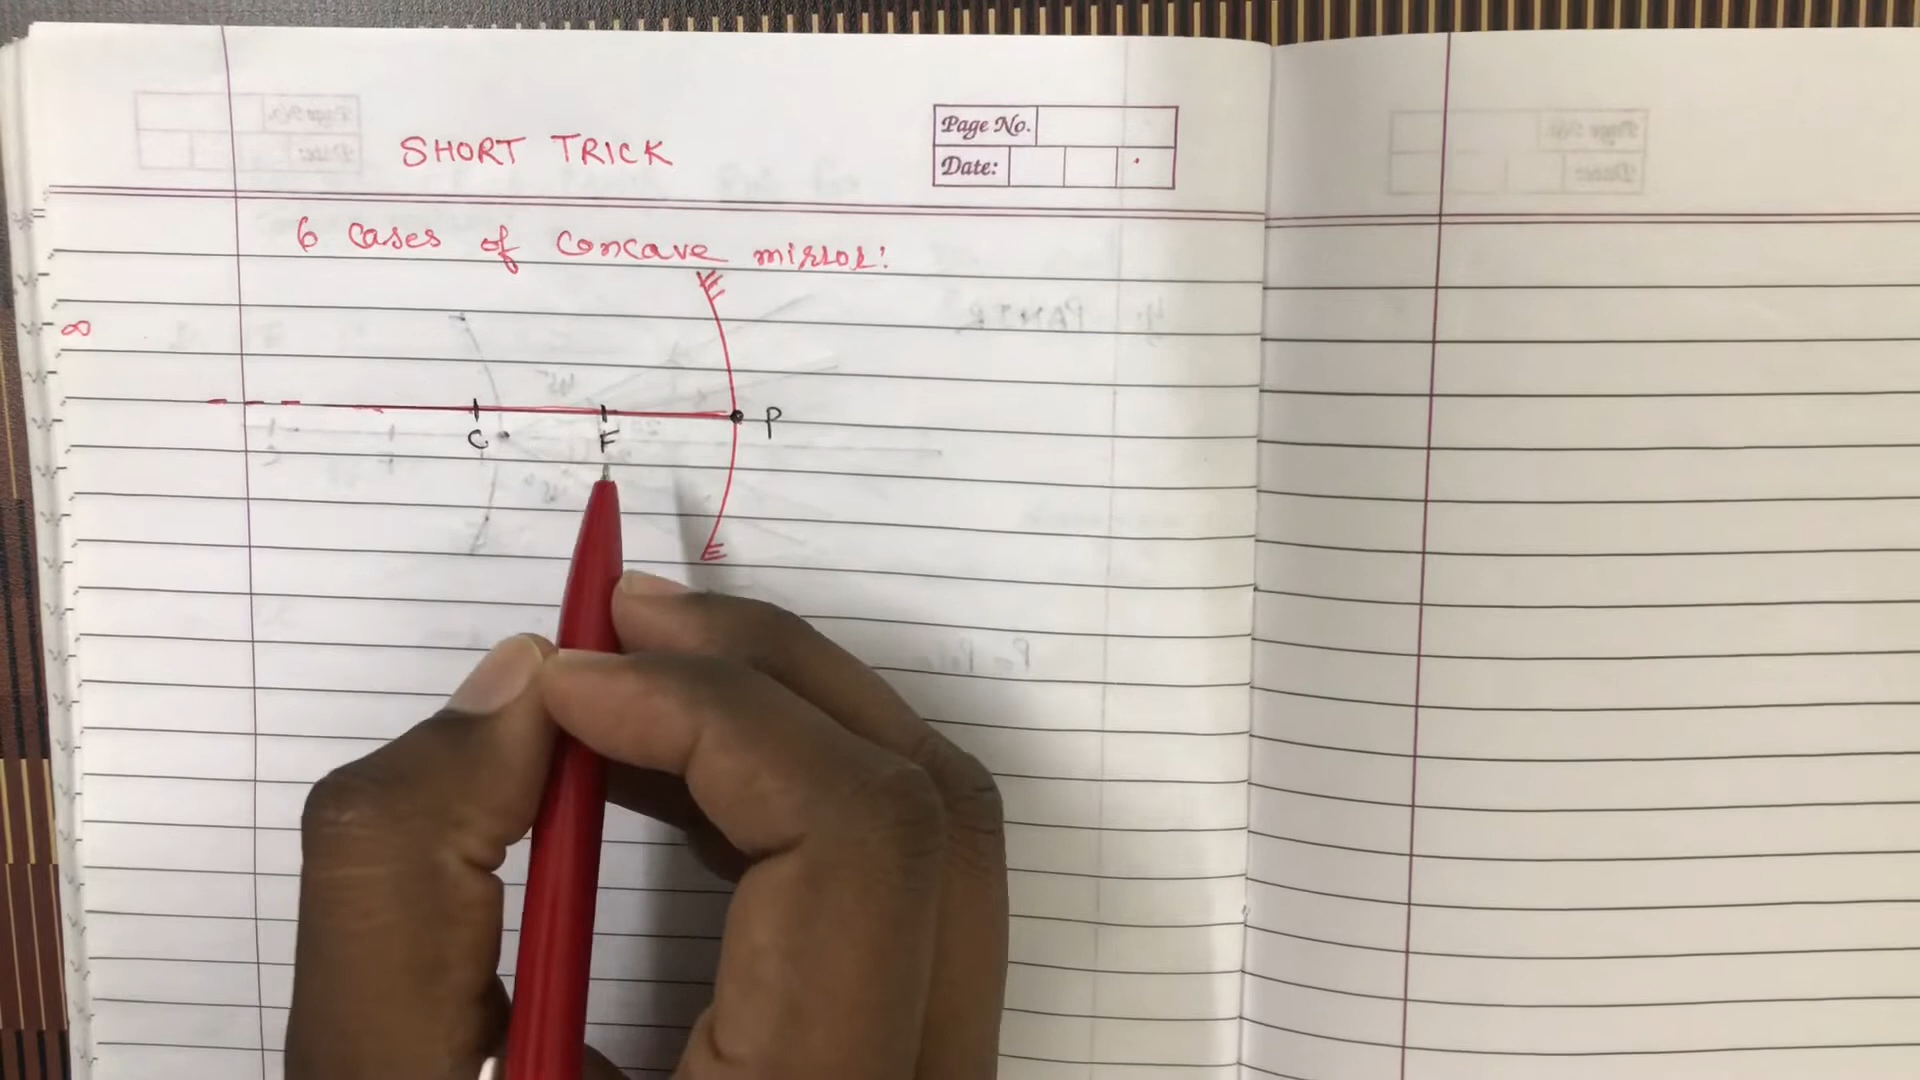 SHORT TRICK
Page No.
Date:
6 cases of concave mirror:
∞
C F P